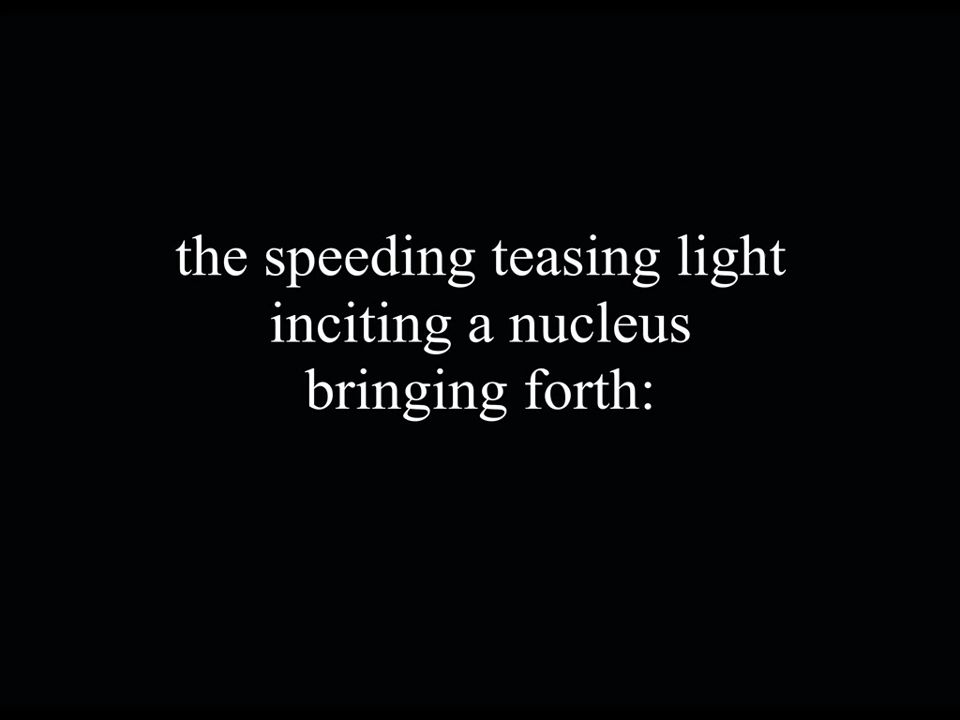 the speeding teasing light
inciting a nucleus
bringing forth: